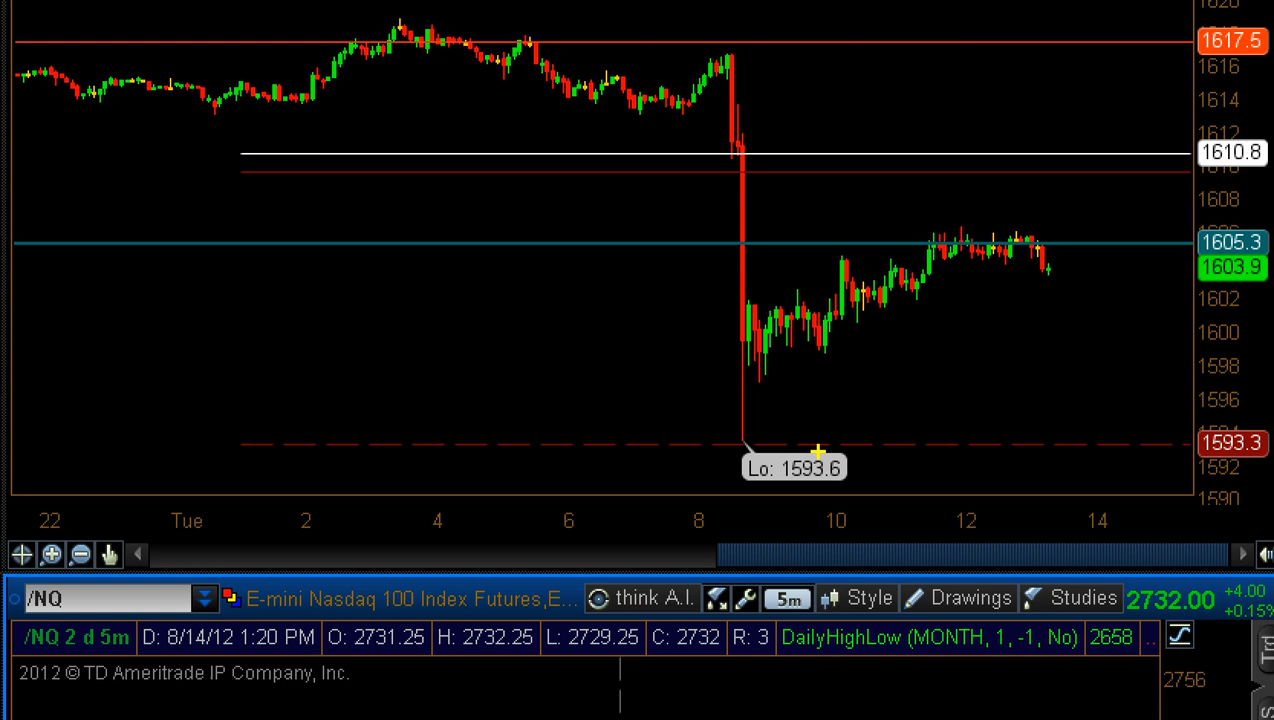 1617.5
1616
1614
1612
1610.8
1608
1605.3
1603.9
1602
1600
1598
1596
1593.3
Lo: 1593.6
1592
1590
22 Tue 2 4 6 8 10 12 14
/NQ E-mini Nasdaq 100 Index Futures,E... think A.I. 5m Style Drawings Studies 2732.00 +4.00
+0.15%
/NQ 2 d 5m D: 8/14/12 1:20 PM O: 2731.25 H: 2732.25 L: 2729.25 C: 2732 R: 3 DailyHighLow (MONTH, 1, -1, No) 2658 ..
Trd
2012 © TD Ameritrade IP Company, Inc.
2756